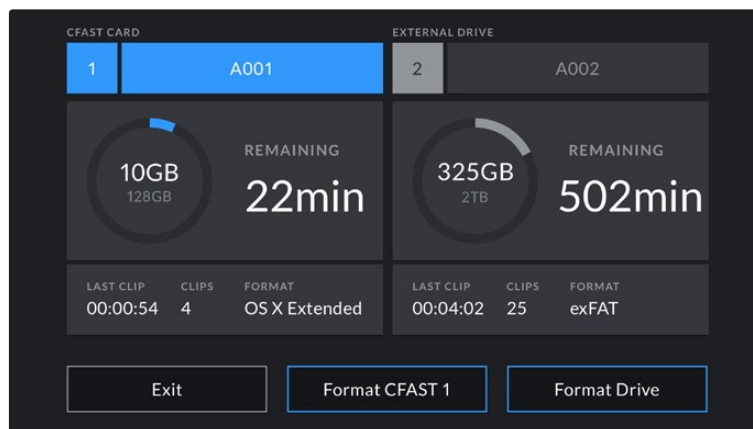 CFAST CARD
1 A001
10GB
128GB
REMAINING
22min
LAST CLIP CLIPS FORMAT
00:00:54 4 OS X Extended
EXTERNAL DRIVE
2 A002
325GB
2TB
REMAINING
502min
LAST CLIP CLIPS FORMAT
00:04:02 25 exFAT
Exit Format CFAST 1 Format Drive